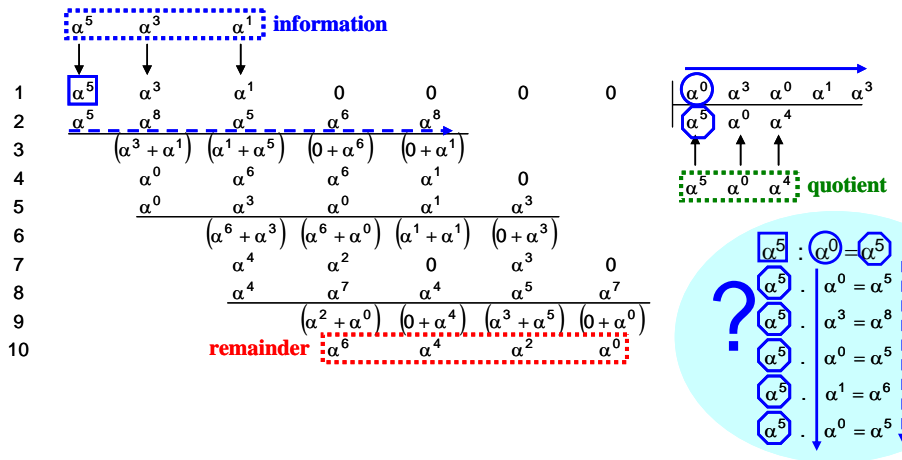 α⁵ α³ α¹ information
1 α⁵ α³ α¹ 0 0 0 0
2 α⁵ α⁸ α⁵ α⁶ α⁸
3 (α³ + α¹) (α¹ + α⁵) (0 + α⁶) (0 + α¹)
4 α⁰ α⁶ α⁶ α¹ 0
5 α⁰ α³ α⁰ α¹ α³
6 (α⁶ + α³) (α⁶ + α⁰) (α¹ + α¹) (0 + α³)
7 α⁴ α² 0 α³ 0
8 α⁴ α⁷ α⁴ α⁵ α⁷
9 (α² + α⁰) (0 + α⁴) (α³ + α⁵) (0 + α⁰)
10 remainder α⁶ α⁴ α² α⁰
α⁰ α³ α⁰ α¹ α³
α⁵ α⁰ α⁴
α⁵ α⁰ α⁴ quotient
?
α⁵ : α⁰ = α⁵
α⁵ . α⁰ = α⁵
α⁵ . α³ = α⁸
α⁵ . α⁰ = α⁵
α⁵ . α¹ = α⁶
α⁵ . α⁰ = α⁵